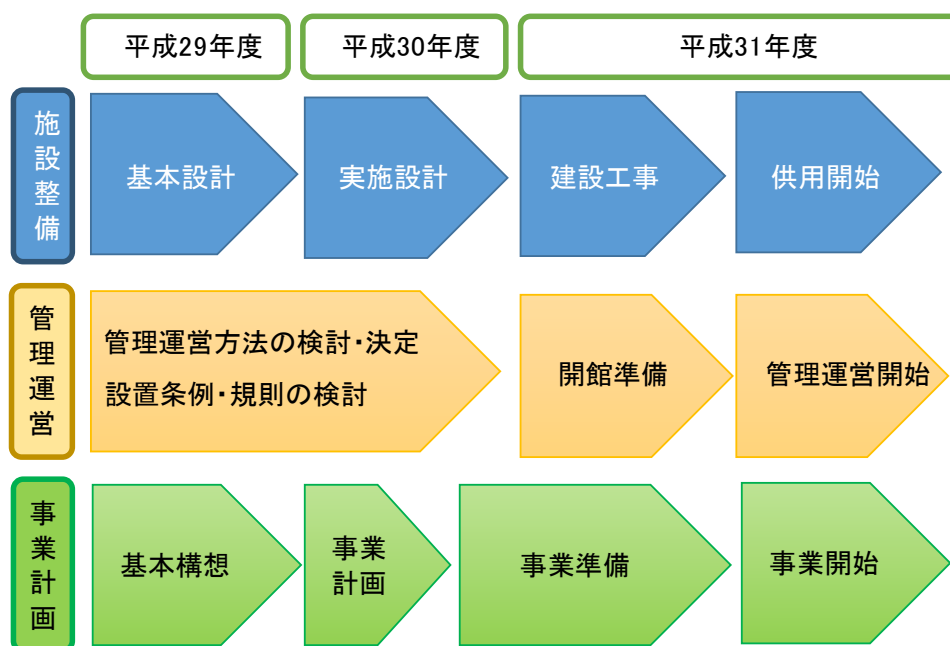 平成29年度
平成30年度
平成31年度
施設整備
基本設計
実施設計
建設工事
供用開始
管理運営
管理運営方法の検討・決定
設置条例・規則の検討
開館準備
管理運営開始
事業計画
基本構想
事業
計画
事業準備
事業開始